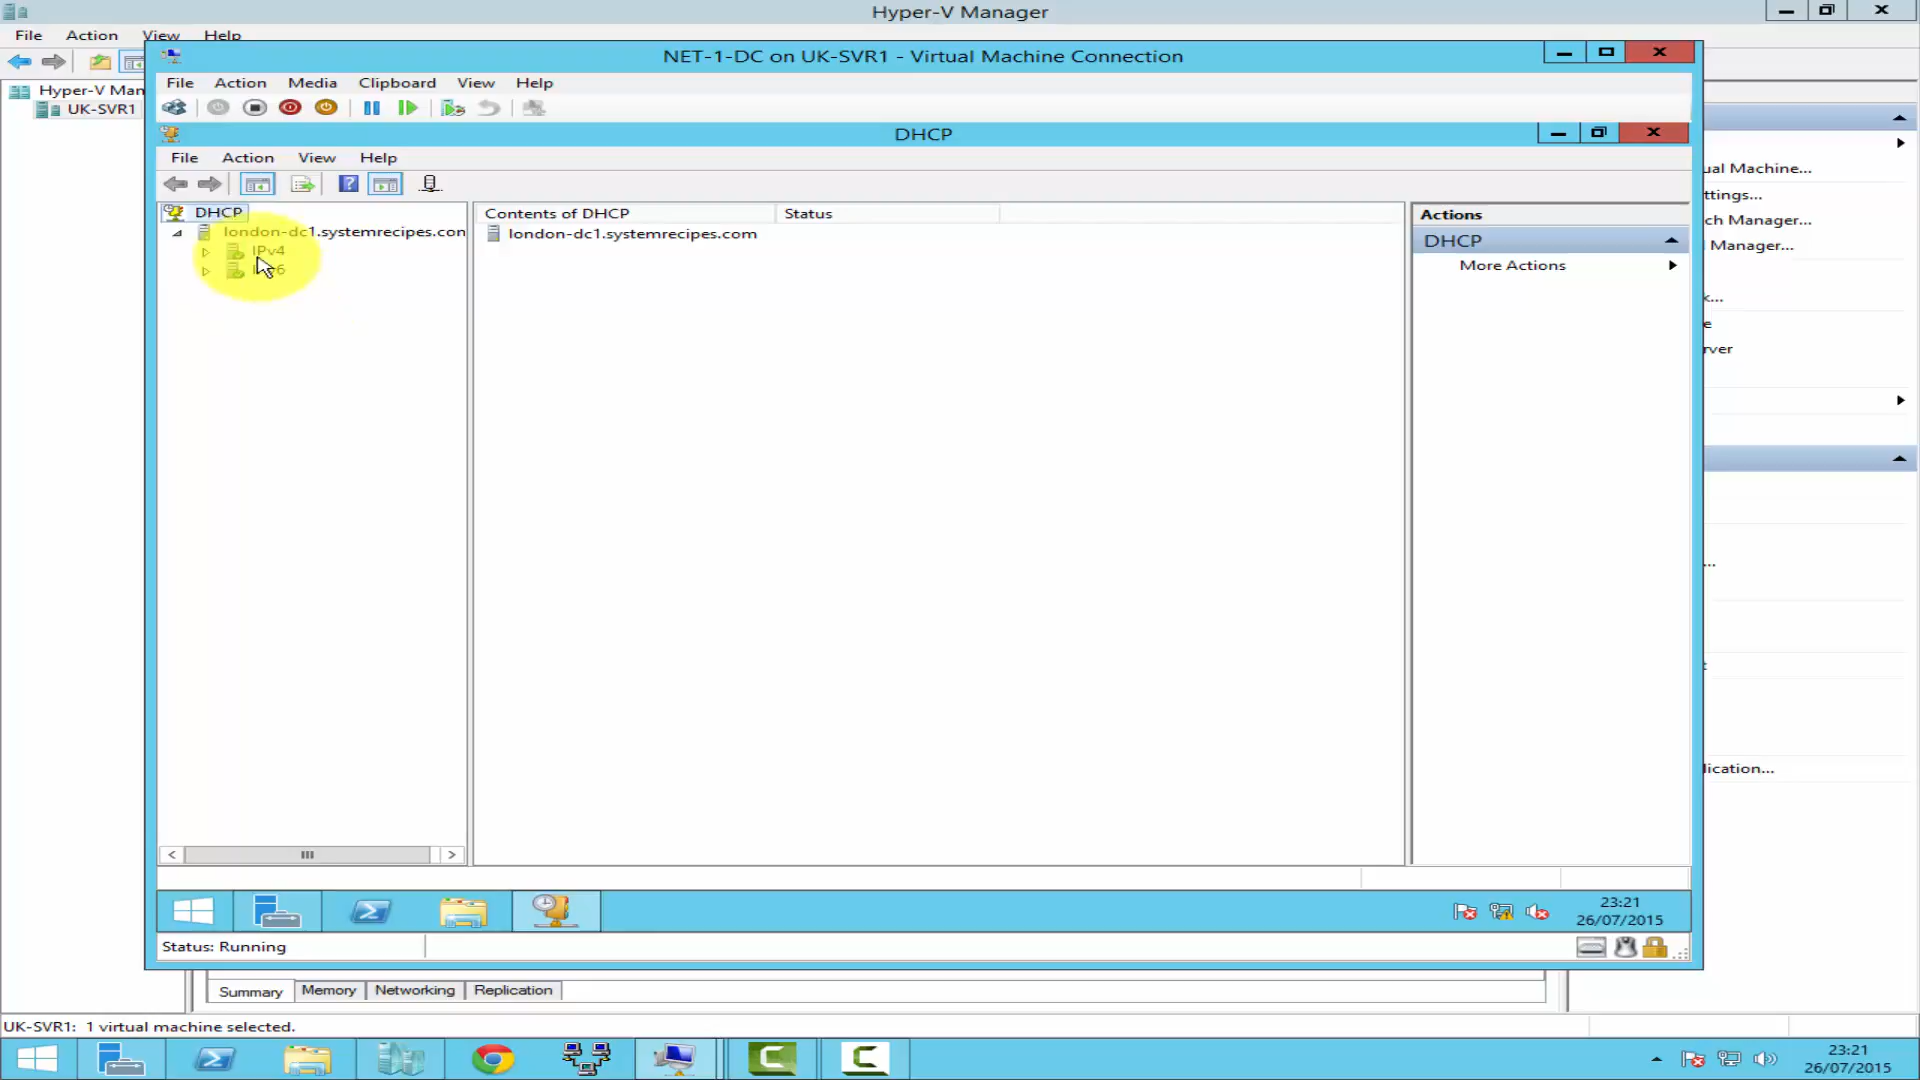 Hyper-V Manager
File Action View Help
NET-1-DC on UK-SVR1 - Virtual Machine Connection
File Action Media Clipboard View Help
Hyper-V Man
UK-SVR1
DHCP
File Action View Help
DHCP
london-dc1.systemrecipes.con
IPv4
Contents of DHCP Status
london-dc1.systemrecipes.com
Actions
DHCP
More Actions
ual Machine...
ttings...
ch Manager...
Manager...
k...
e
rver
...
lication...
23:21
26/07/2015
Status: Running
Summary Memory Networking Replication
UK-SVR1: 1 virtual machine selected.
23:21
26/07/2015